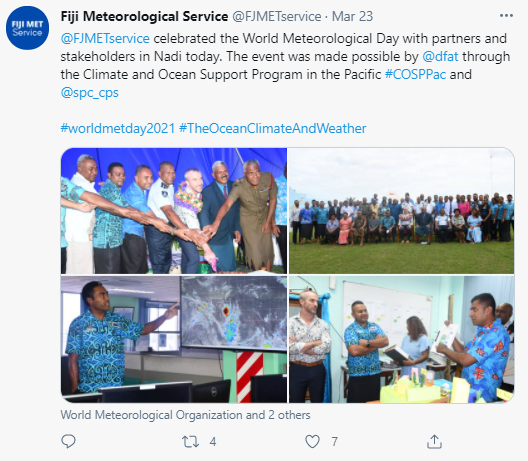 FIJI MET
Service
Fiji Meteorological Service @FJMETservice · Mar 23
@FJMETservice celebrated the World Meteorological Day with partners and
stakeholders in Nadi today. The event was made possible by @dfat through
the Climate and Ocean Support Program in the Pacific #COSPPac and
@spc_cps
#worldmetday2021 #TheOceanClimateAndWeather
World Meteorological Organization and 2 others
4
7